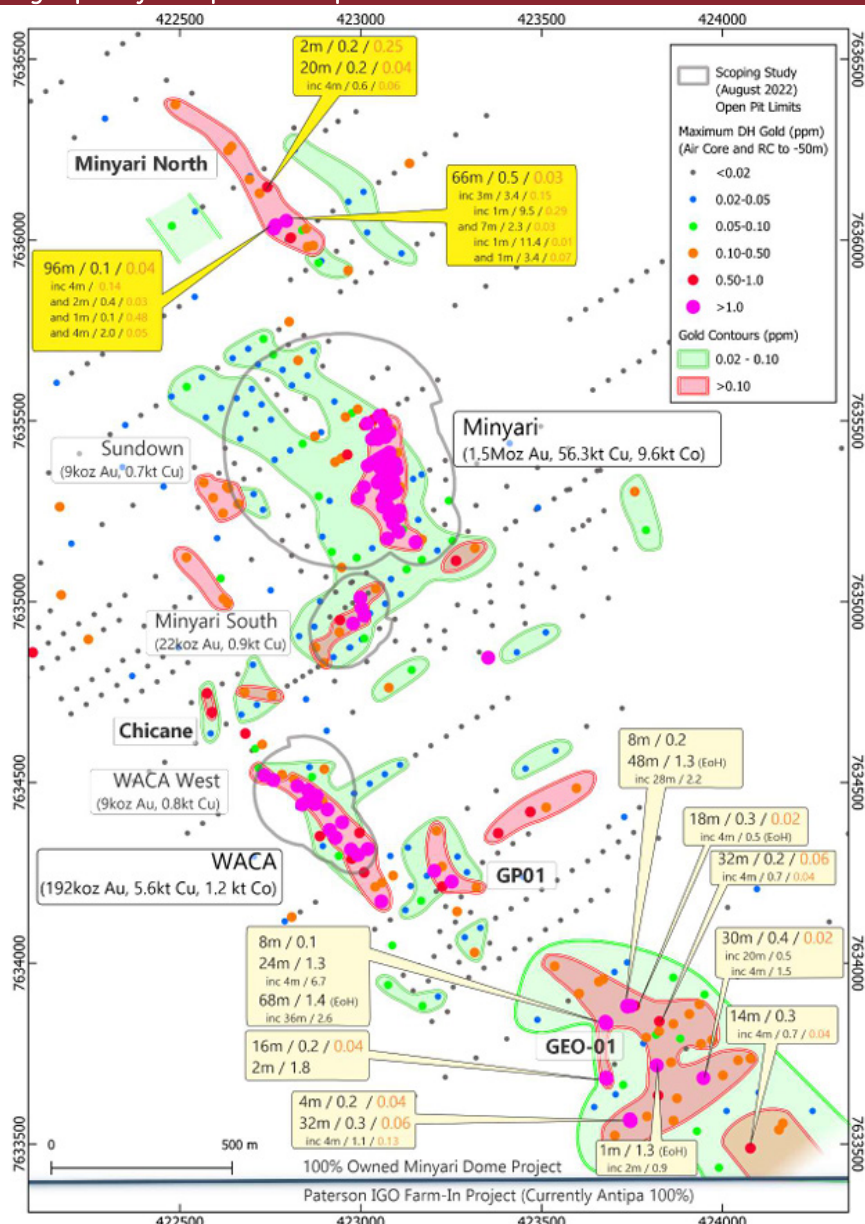 422500
423000
423500
424000
7636500
7636500
2m / 0.2 / 0.25
20m / 0.2 / 0.04
inc 4m / 0.6 / 0.06
Minyari North
66m / 0.5 / 0.03
inc 3m / 3.4 / 0.15
inc 1m / 9.5 / 0.29
and 7m / 2.3 / 0.03
inc 1m / 11.4 / 0.01
and 1m / 3.4 / 0.07
96m / 0.1 / 0.04
inc 4m / 0.14
and 2m / 0.4 / 0.03
and 1m / 0.1 / 0.48
and 4m / 2.0 / 0.05
Scoping Study
(August 2022)
Open Pit Limits
Maximum DH Gold (ppm)
(Air Core and RC to -50m)
<0.02
0.02-0.05
0.05-0.10
0.10-0.50
0.50-1.0
>1.0
Gold Contours (ppm)
0.02 - 0.10
>0.10
7636000
7636000
7635500
7635500
Sundown
(9koz Au, 0.7kt Cu)
Minyari
(1.5Moz Au, 56.3kt Cu, 9.6kt Co)
7635000
7635000
Minyari South
(22koz Au, 0.9kt Cu)
Chicane
WACA West
(9koz Au, 0.8kt Cu)
7634500
7634500
WACA
(192koz Au, 5.6kt Cu, 1.2 kt Co)
GP01
8m / 0.2
48m / 1.3 (EoH)
inc 28m / 2.2
18m / 0.3 / 0.02
inc 4m / 0.5 (EoH)
32m / 0.2 / 0.06
inc 4m / 0.7 / 0.04
30m / 0.4 / 0.02
inc 20m / 0.5
inc 4m / 1.5
14m / 0.3
inc 4m / 0.7 / 0.04
7634000
7634000
8m / 0.1
24m / 1.3
inc 4m / 6.7
68m / 1.4 (EoH)
inc 36m / 2.6
GEO-01
16m / 0.2 / 0.04
2m / 1.8
4m / 0.2 / 0.04
32m / 0.3 / 0.06
inc 4m / 1.1 / 0.13
1m / 1.3 (EoH)
inc 2m / 0.9
7633500
7633500
0
500 m
100% Owned Minyari Dome Project
Paterson IGO Farm-In Project (Currently Antipa 100%)
422500
423000
423500
424000